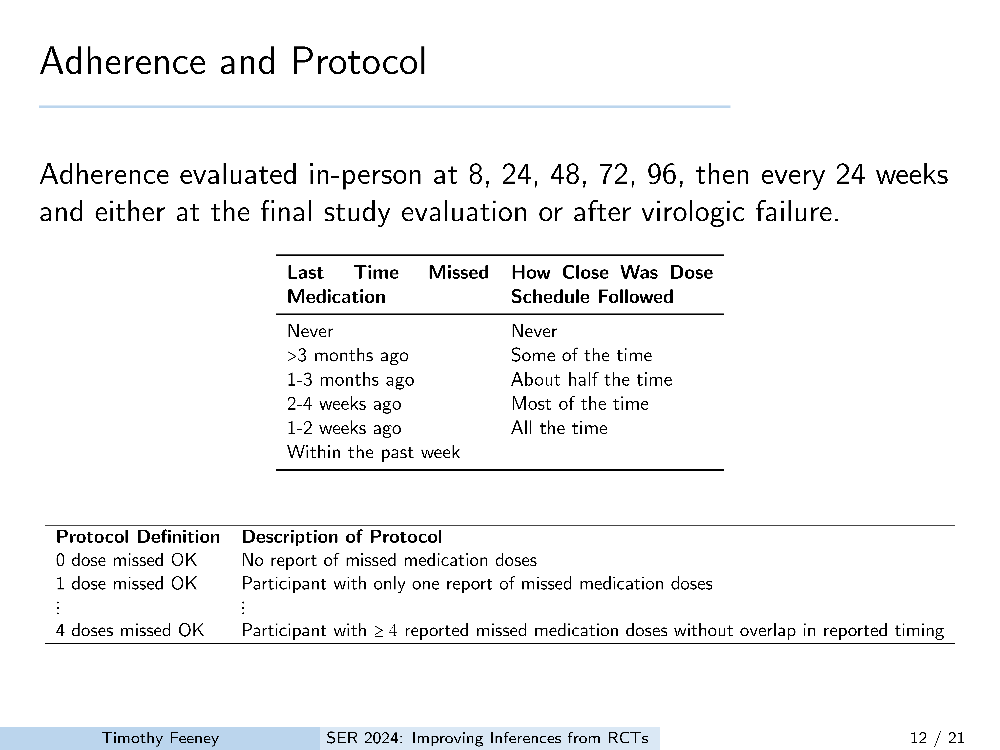 Adherence and Protocol
Adherence evaluated in-person at 8, 24, 48, 72, 96, then every 24 weeks
and either at the final study evaluation or after virologic failure.
Last Time Missed Medication How Close Was Dose Schedule Followed
Never Never
>3 months ago Some of the time
1-3 months ago About half the time
2-4 weeks ago Most of the time
1-2 weeks ago All the time
Within the past week
Protocol Definition Description of Protocol
0 dose missed OK No report of missed medication doses
1 dose missed OK Participant with only one report of missed medication doses
⋮ ⋮
4 doses missed OK Participant with ≥ 4 reported missed medication doses without overlap in reported timing
Timothy Feeney SER 2024: Improving Inferences from RCTs 12 / 21